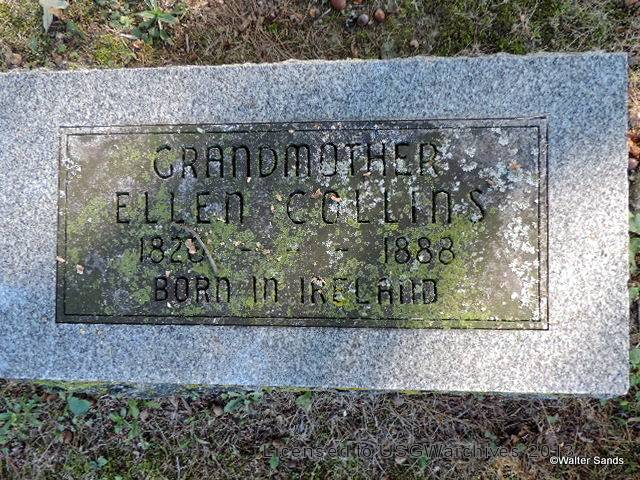 GRANDMOTHER
ELLEN COLLINS
- - - 1888
BORN IN IRELAND
Licensed to USGWarchives
©Walter Sands